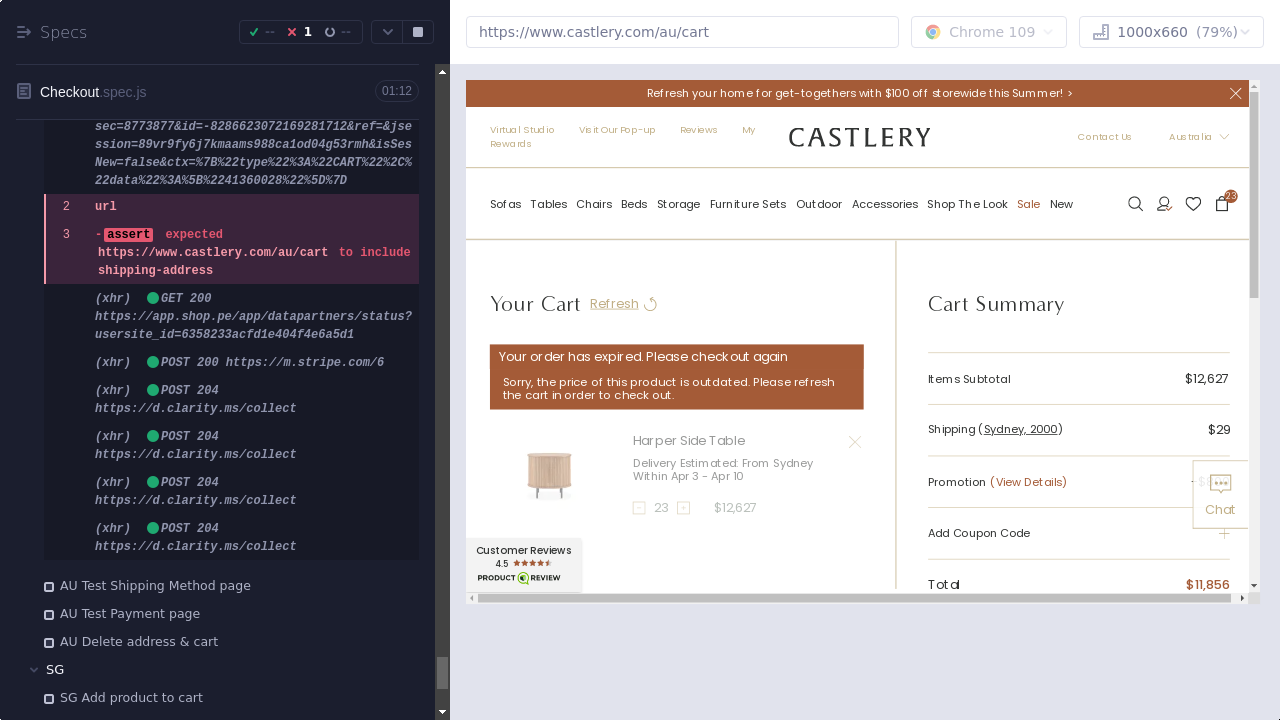 Specs
--
1
--
https://www.castlery.com/au/cart
Chrome 109
1000x660 (79%)
Checkout.spec.js
01:12
sec=8773877&id=-8286623072169281712&ref=&jse
ssion=89vr9fy6j7kmaams988ca1od04g53rmh&isSes
New=false&ctx=%7B%22type%22%3A%22CART%22%2C%
22data%22%3A%5B%2241360028%22%5D%7D
2 url
3 -assert expected
https://www.castlery.com/au/cart to include
shipping-address
(xhr) GET 200
https://app.shop.pe/app/datapartners/status?
usersite_id=6358233acfd1e404f4e6a5d1
(xhr) POST 200 https://m.stripe.com/6
(xhr) POST 204
https://d.clarity.ms/collect
(xhr) POST 204
https://d.clarity.ms/collect
(xhr) POST 204
https://d.clarity.ms/collect
(xhr) POST 204
https://d.clarity.ms/collect
AU Test Shipping Method page
AU Test Payment page
AU Delete address & cart
SG
SG Add product to cart
Refresh your home for get-togethers with $100 off storewide this Summer! >
Virtual Studio Visit Our Pop-up Reviews My
Rewards
CASTLERY
Contact Us Australia
Sofas Tables Chairs Beds Storage Furniture Sets Outdoor Accessories Shop The Look Sale New
23
Your Cart Refresh
Your order has expired. Please checkout again
Sorry, the price of this product is outdated. Please refresh
the cart in order to check out.
Harper Side Table
Delivery Estimated: From Sydney
Within Apr 3 - Apr 10
- 23 + $12,627
Customer Reviews
4.5
PRODUCT REVIEW
Cart Summary
Items Subtotal $12,627
Shipping (Sydney, 2000) $29
Promotion (View Details)
Chat
Add Coupon Code
Total $11,856